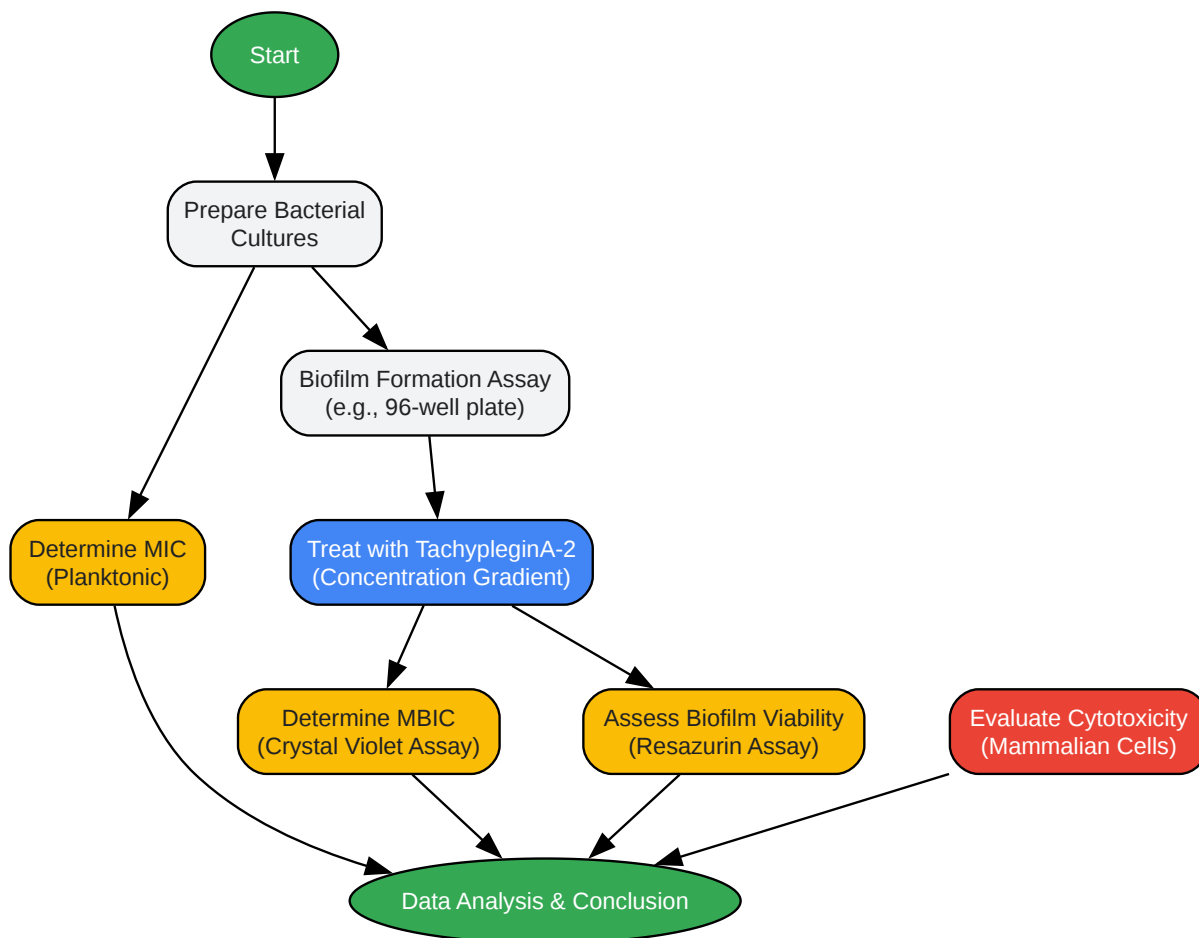 Start
Prepare Bacterial
Cultures
Biofilm Formation Assay
(e.g., 96-well plate)
Determine MIC
(Planktonic)
Treat with TachypleginA-2
(Concentration Gradient)
Determine MBIC
(Crystal Violet Assay)
Assess Biofilm Viability
(Resazurin Assay)
Evaluate Cytotoxicity
(Mammalian Cells)
Data Analysis & Conclusion